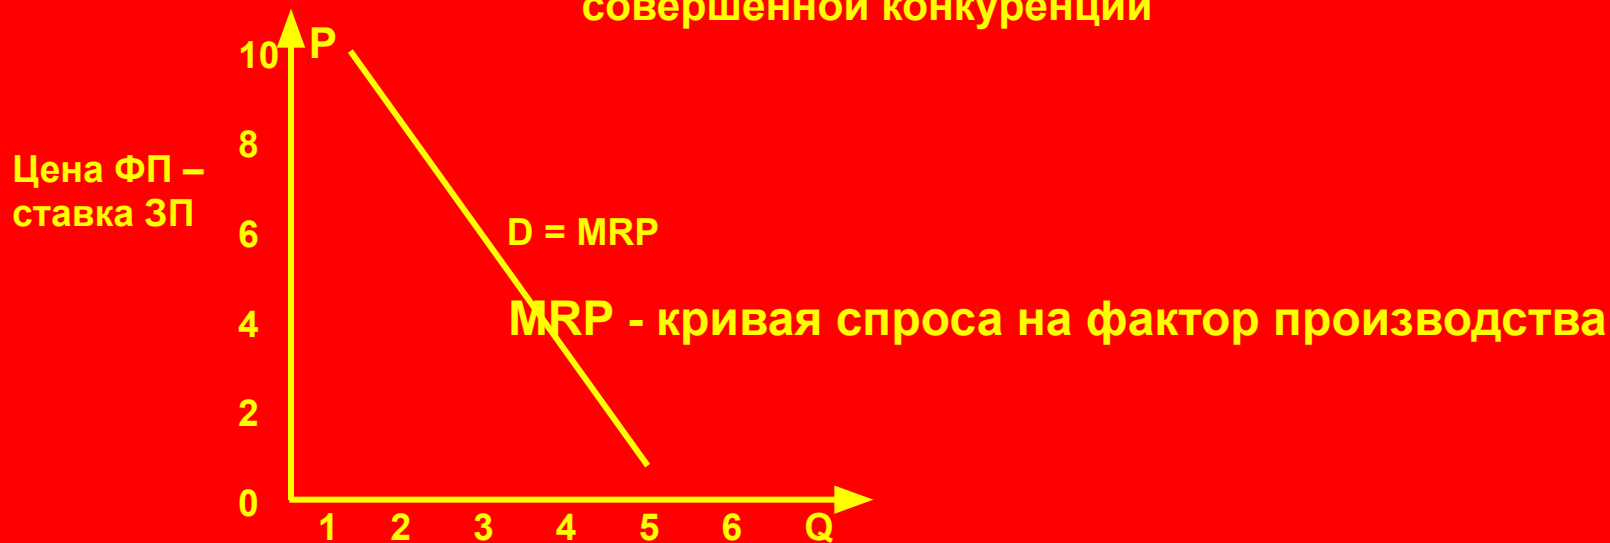 совершенной конкуренции
P
10
8
6
4
2
0
Цена ФП –
ставка ЗП
D = MRP
MRP - кривая спроса на фактор производства
1 2 3 4 5 6 Q